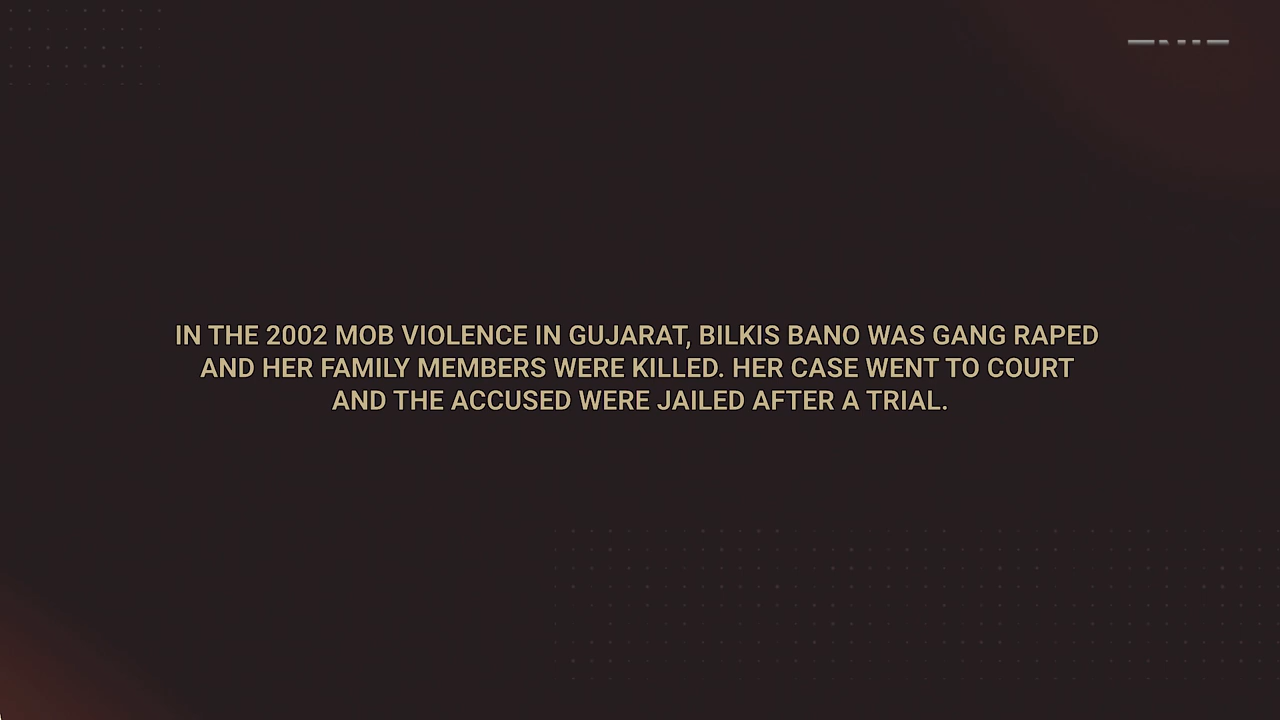 IN THE 2002 MOB VIOLENCE IN GUJARAT, BILKIS BANO WAS GANG RAPED
AND HER FAMILY MEMBERS WERE KILLED. HER CASE WENT TO COURT
AND THE ACCUSED WERE JAILED AFTER A TRIAL.